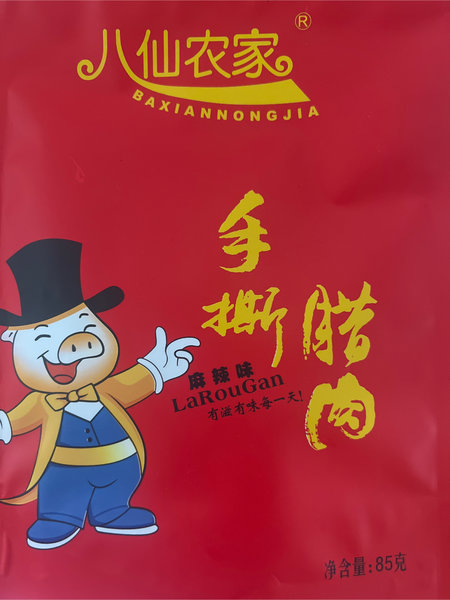 八仙农家®
BAXIANNONGJIA
手撕
腊肉
麻辣味
LaRouGan
有滋有味每一天!
净含量:85克